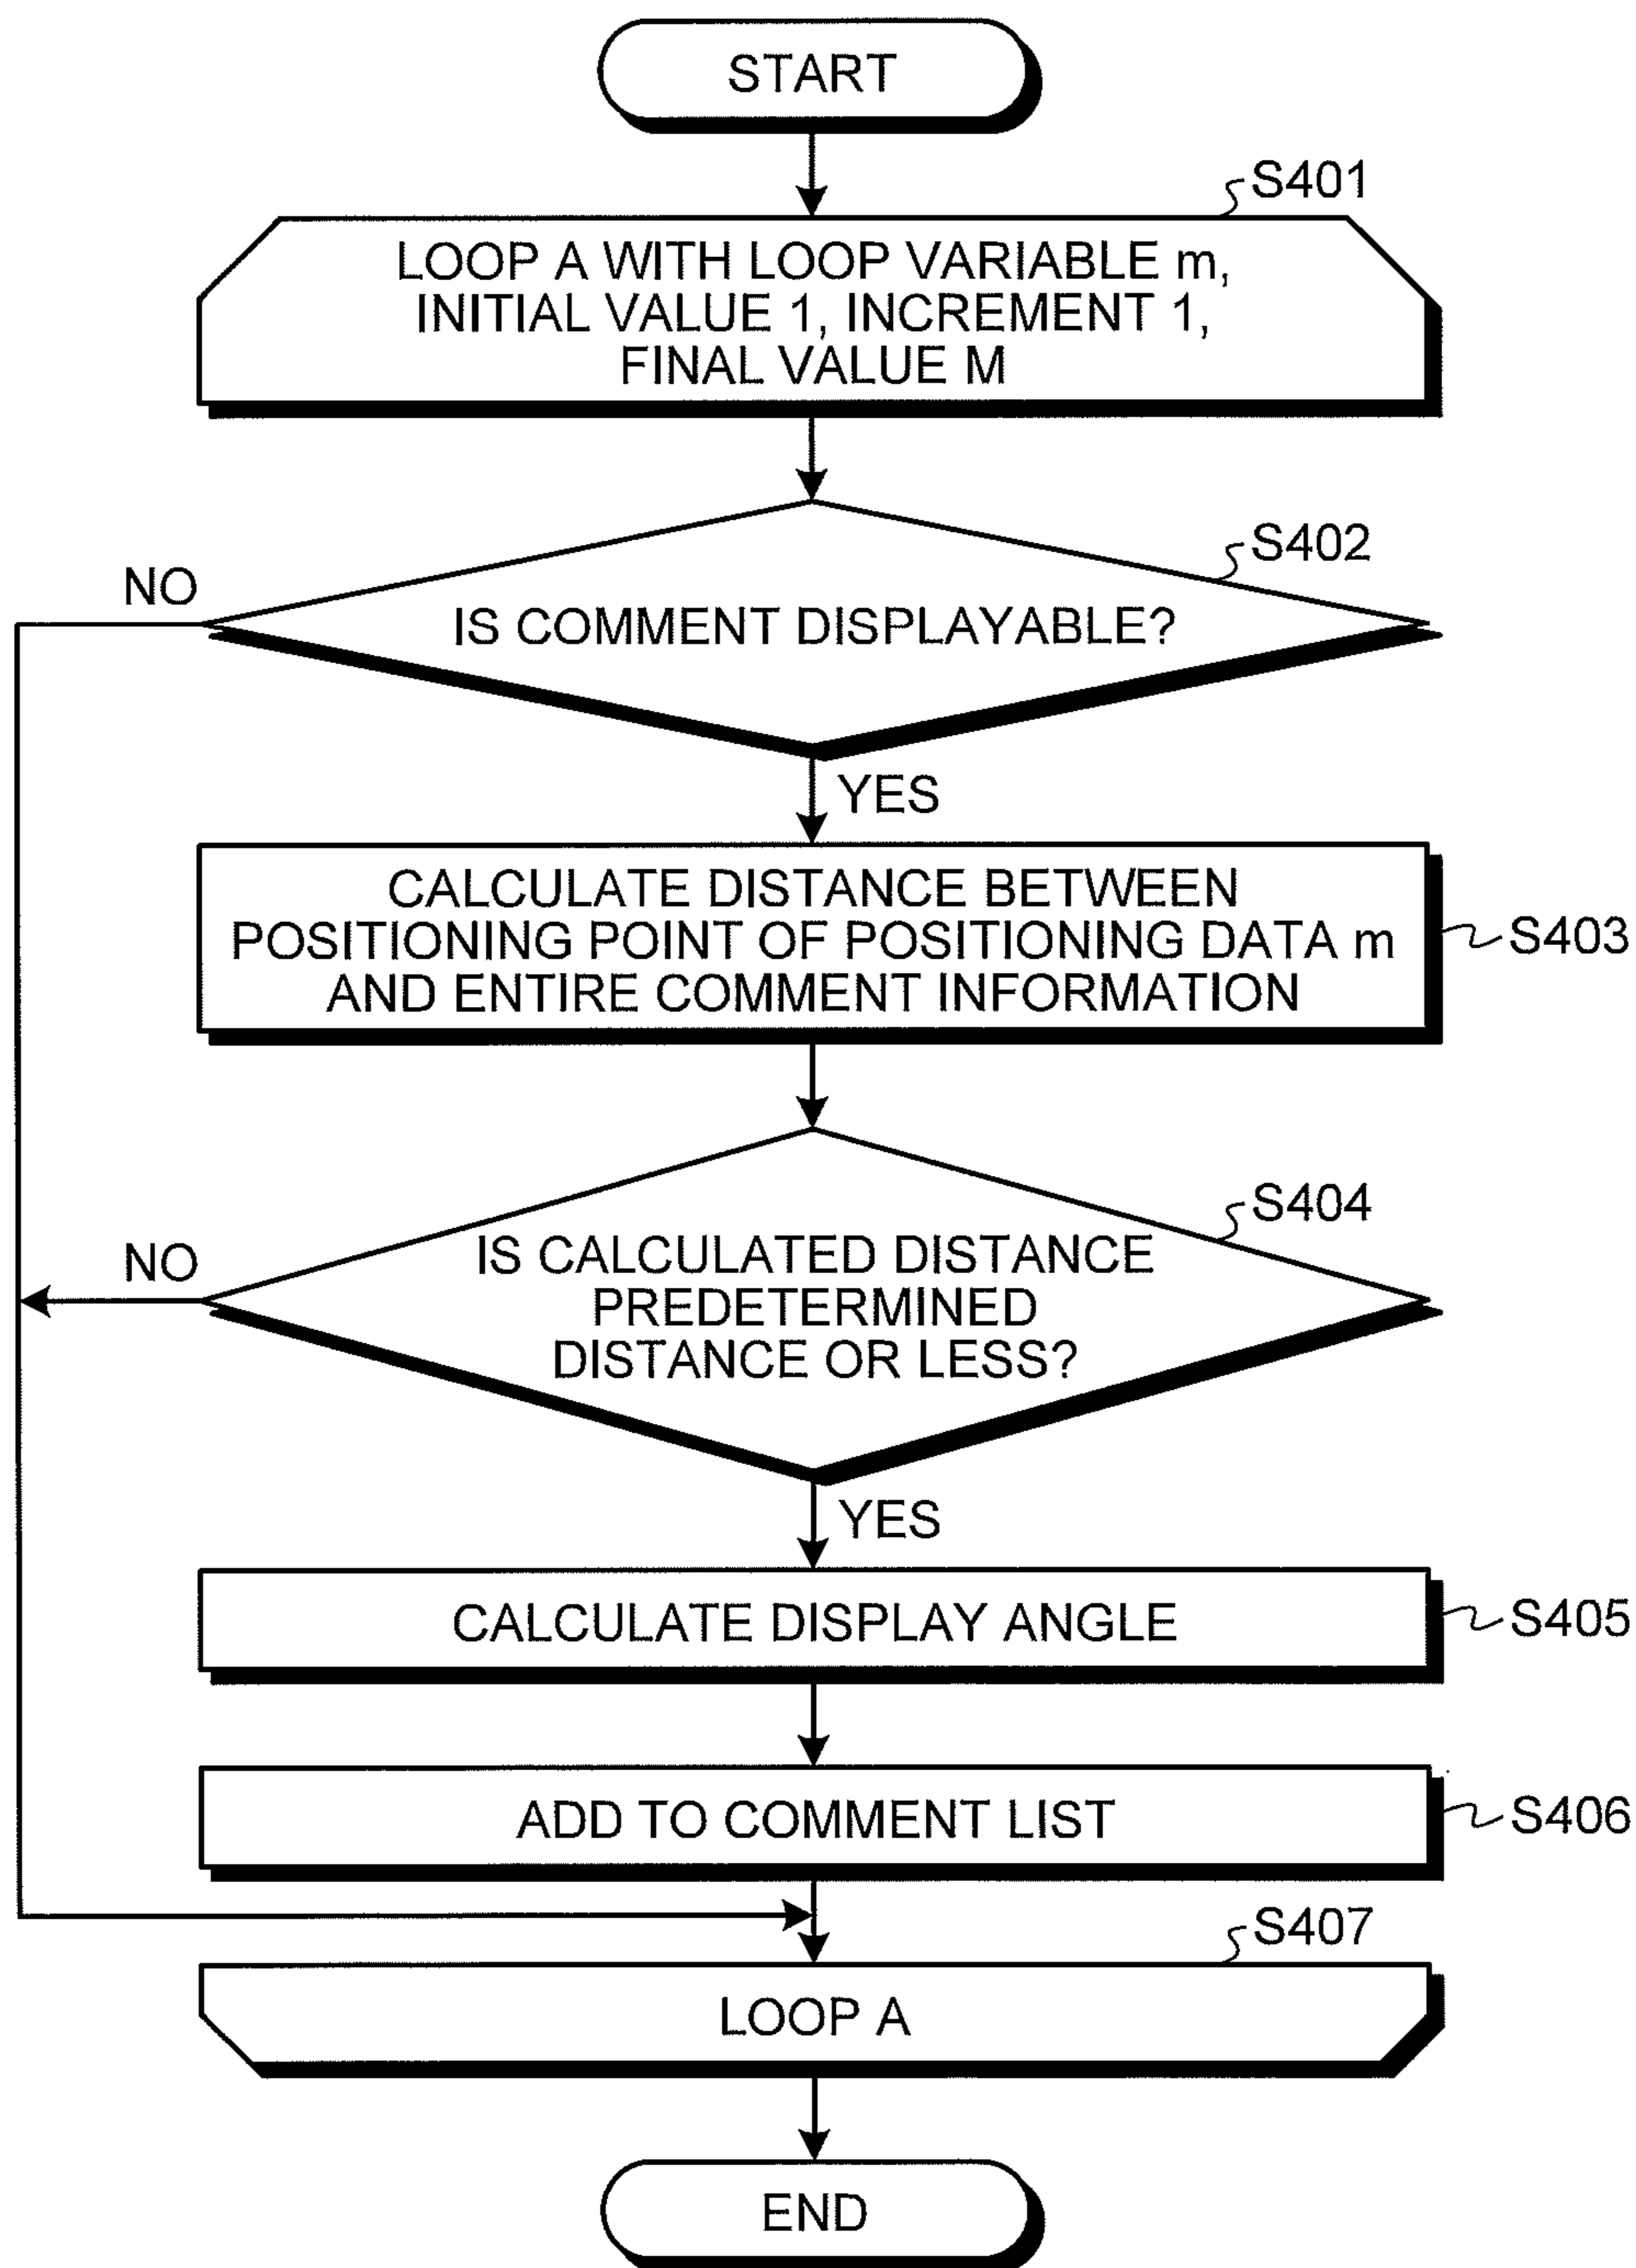 START
S401
LOOP A WITH LOOP VARIABLE m,
INITIAL VALUE 1, INCREMENT 1,
FINAL VALUE M
S402
NO
IS COMMENT DISPLAYABLE?
YES
CALCULATE DISTANCE BETWEEN
POSITIONING POINT OF POSITIONING DATA m
AND ENTIRE COMMENT INFORMATION
S403
S404
NO
IS CALCULATED DISTANCE
PREDETERMINED
DISTANCE OR LESS?
YES
CALCULATE DISPLAY ANGLE
S405
ADD TO COMMENT LIST
S406
S407
LOOP A
END